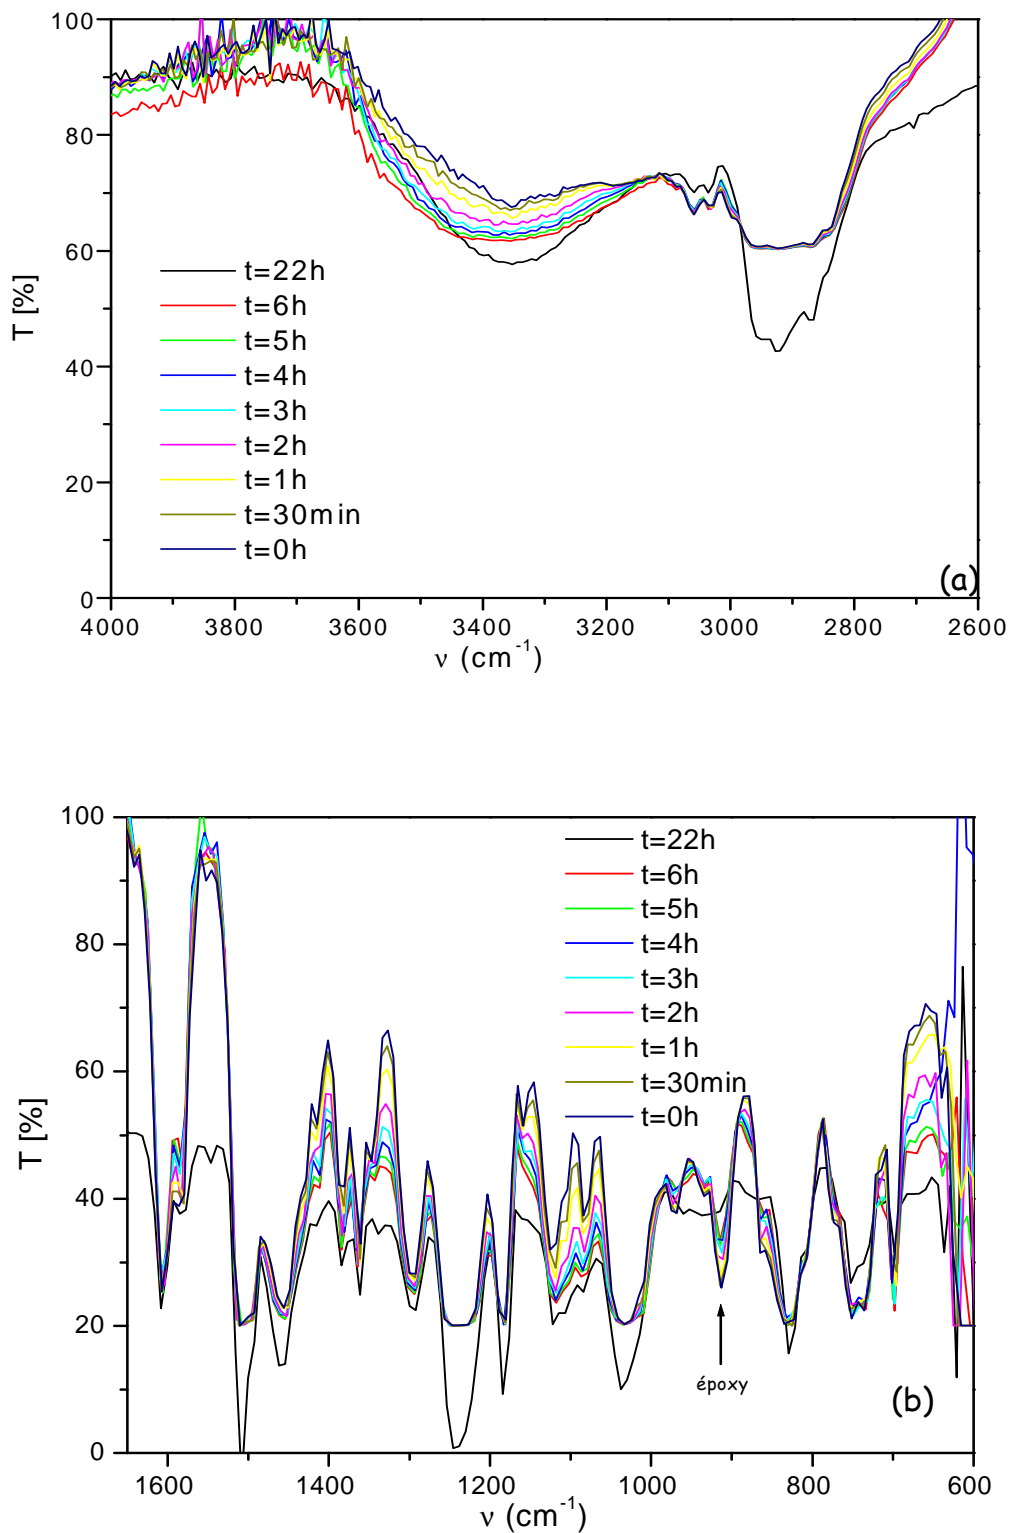 100
80
60
40
20
0
T [%]
t=22h
t=6h
t=5h
t=4h
t=3h
t=2h
t=1h
t=30min
t=0h
(a)
4000 3800 3600 3400 3200 3000 2800 2600
ν (cm⁻¹)
100
80
60
40
20
0
T [%]
t=22h
t=6h
t=5h
t=4h
t=3h
t=2h
t=1h
t=30min
t=0h
époxy
(b)
1600 1400 1200 1000 800 600
ν (cm⁻¹)